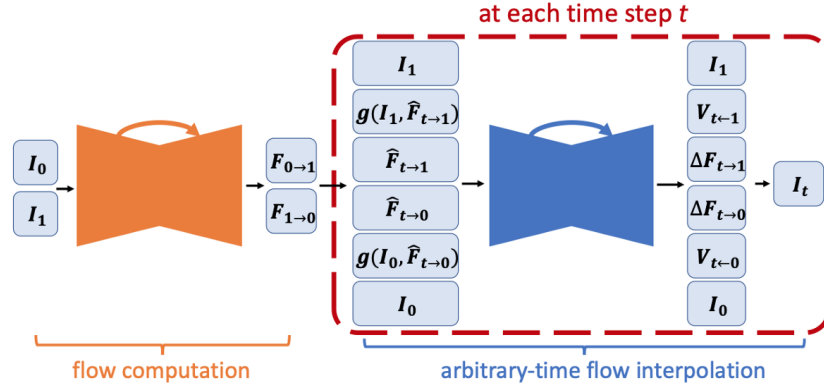 at each time step t
I₀
I₁
F₀→₁
F₁→₀
I₁
g(I₁, F̂ₜ→₁)
F̂ₜ→₁
F̂ₜ→₀
g(I₀, F̂ₜ→₀)
I₀
I₁
Vₜ←₁
ΔFₜ→₁
ΔFₜ→₀
Vₜ←₀
I₀
Iₜ
flow computation
arbitrary-time flow interpolation